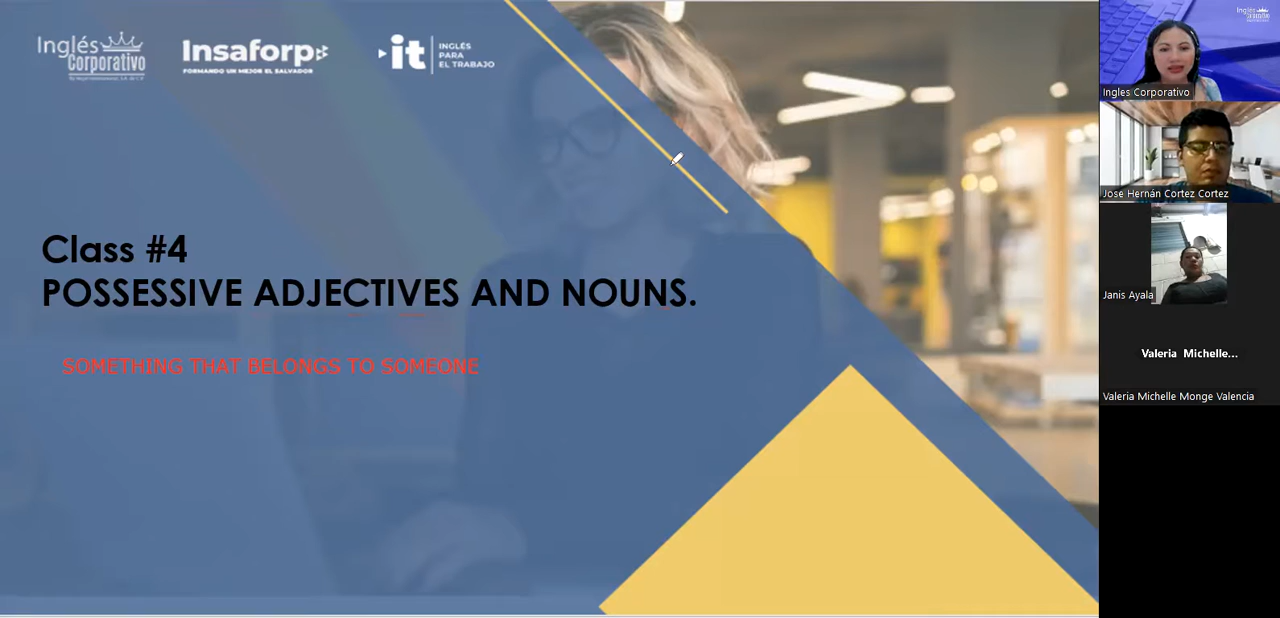 Inglés
Corporativo
Insaforp
FORMANDO UN MEJOR EL SALVADOR
it
INGLÉS
PARA
EL TRABAJO
Class #4
POSSESSIVE ADJECTIVES AND NOUNS.
SOMETHING THAT BELONGS TO SOMEONE
Ingles Corporativo
Jose Hernán Cortez Cortez
Janis Ayala
Valeria Michelle...
Valeria Michelle Monge Valencia